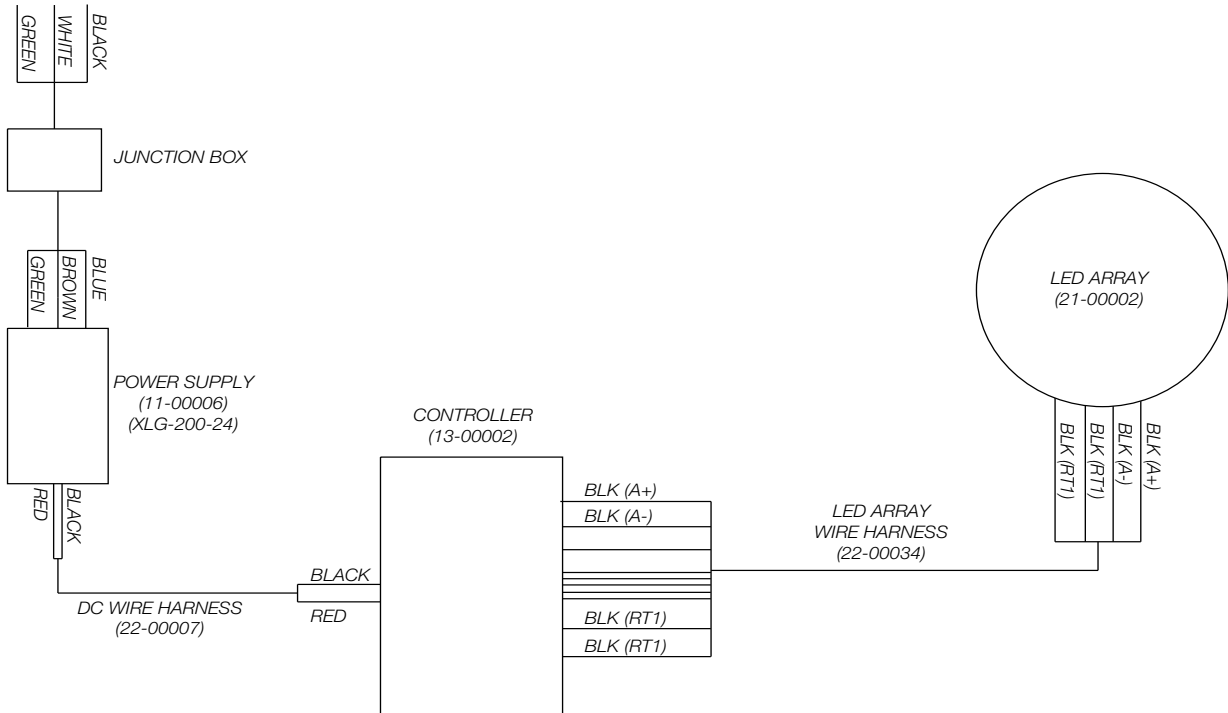 BLACK
WHITE
GREEN
JUNCTION BOX
BLUE
BROWN
GREEN
POWER SUPPLY
(11-00006)
(XLG-200-24)
BLACK
RED
DC WIRE HARNESS
(22-00007)
BLACK
RED
CONTROLLER
(13-00002)
BLK (A+)
BLK (A-)
BLK (RT1)
BLK (RT1)
LED ARRAY
WIRE HARNESS
(22-00034)
LED ARRAY
(21-00002)
BLK (A+)
BLK (A-)
BLK (RT1)
BLK (RT1)